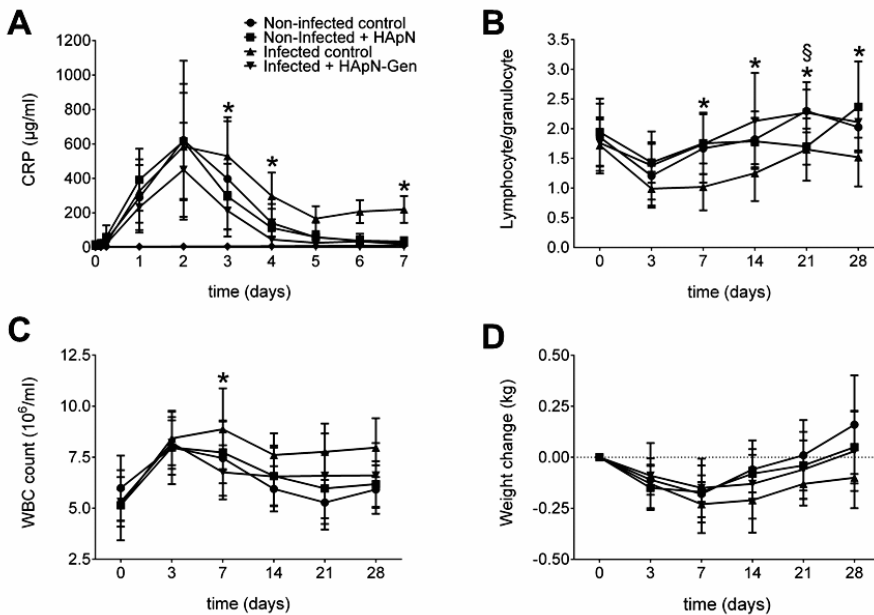 A
1200
1000
800
600
400
200
0
CRP (µg/ml)
0 1 2 3 4 5 6 7
time (days)
Non-infected control
Non-Infected + HApN
Infected control
Infected + HApN-Gen
* * *
B
3.5
3.0
2.5
2.0
1.5
1.0
0.5
0.0
Lymphocyte/granulocyte
§
* * * *
0 3 7 14 21 28
time (days)
C
12.5
10.0
7.5
5.0
2.5
WBC count (10⁶/ml)
*
0 3 7 14 21 28
time (days)
D
0.50
0.25
0.00
-0.25
-0.50
Weight change (kg)
0 3 7 14 21 28
time (days)